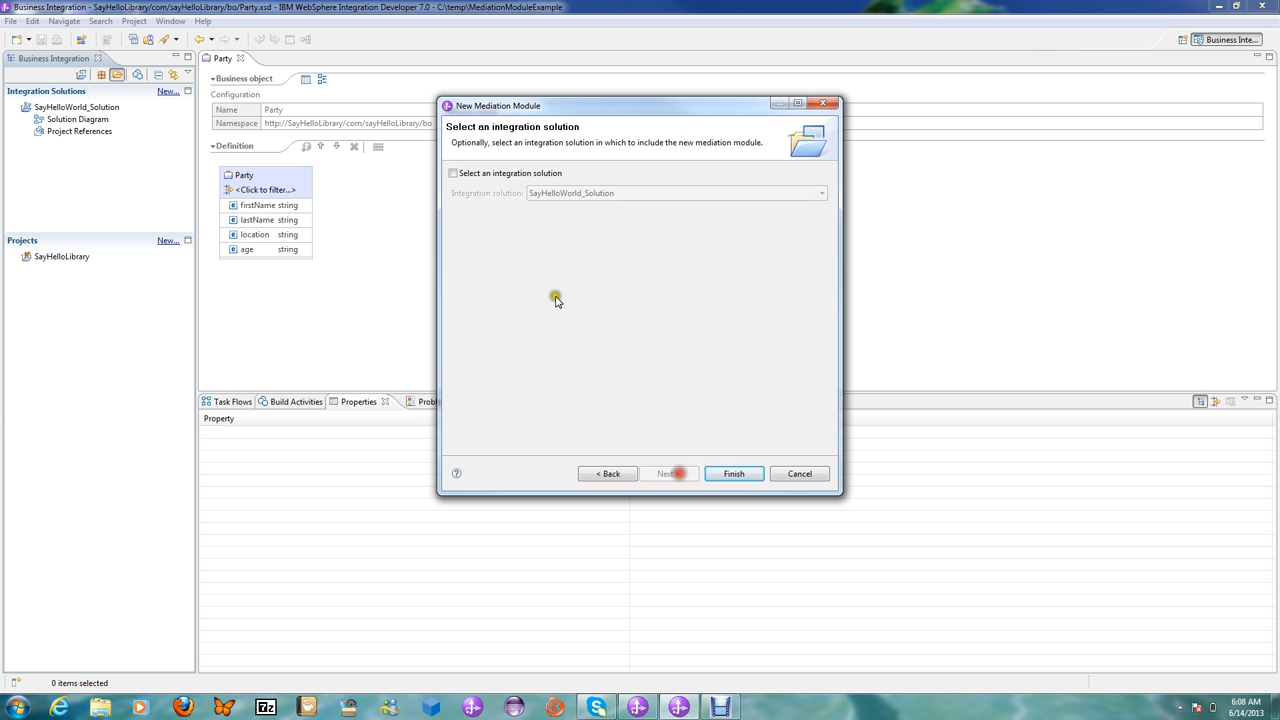 Business Integration - SayHelloLibrary/com/sayHelloLibrary/bo/Party.xsd - IBM WebSphere Integration Developer 7.0 - C:\temp\MediationModuleExample
File Edit Navigate Search Project Window Help
Business Inte...
Business Integration
Party
Integration Solutions New...
SayHelloWorld_Solution
Solution Diagram
Project References
Projects New...
SayHelloLibrary
Business object
Configuration
Name Party
Namespace http://SayHelloLibrary/com/sayHelloLibrary/bo
Definition
Party
<Click to filter...>
firstName string
lastName string
location string
age string
New Mediation Module
Select an integration solution
Optionally, select an integration solution in which to include the new mediation module.
Select an integration solution
Integration solution: SayHelloWorld_Solution
< Back Finish Cancel
Task Flows Build Activities Properties
Property
0 items selected
7z
6:08 AM
6/14/2013